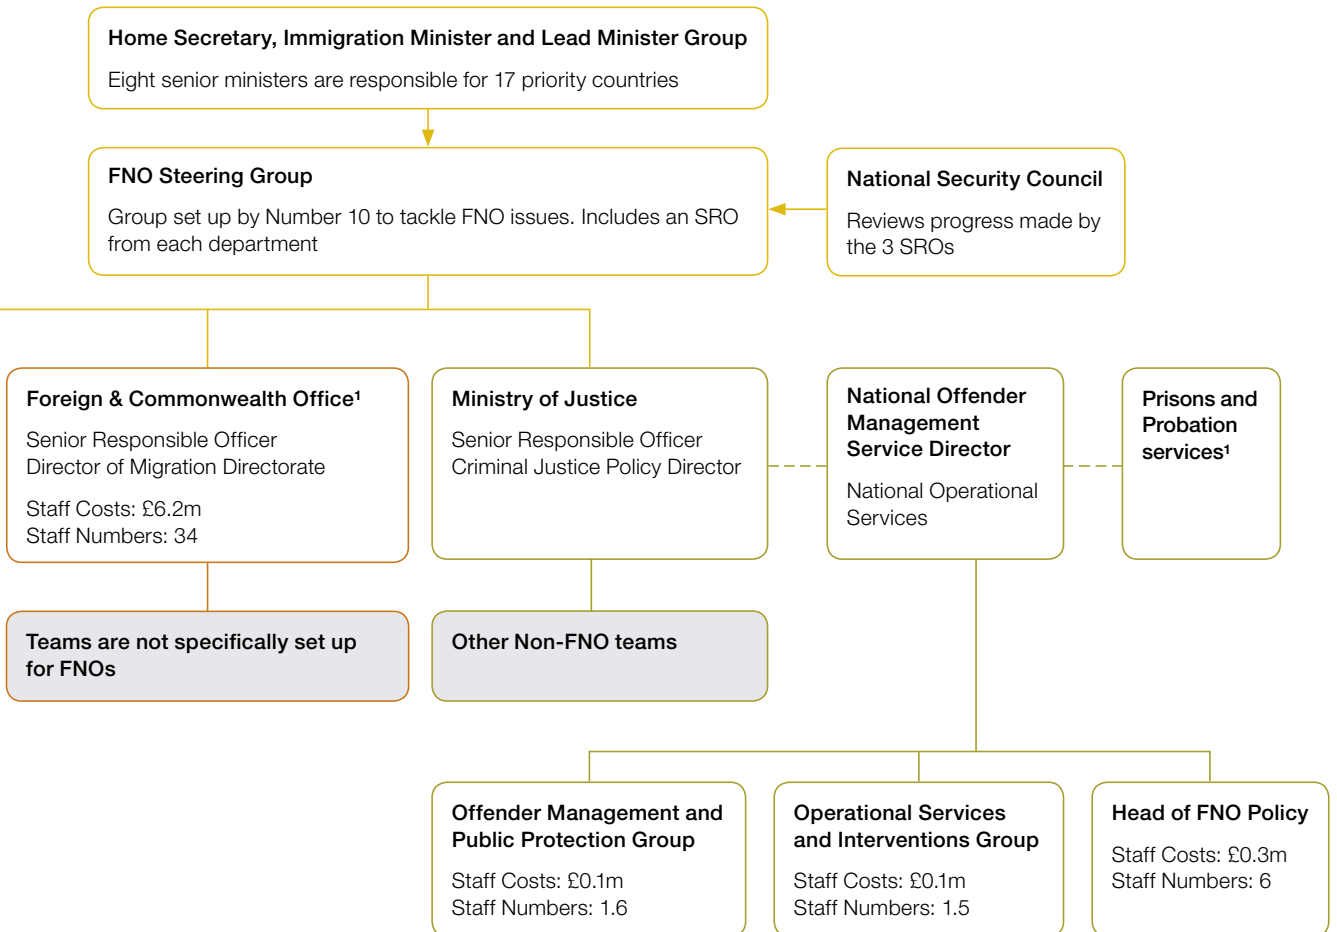 Home Secretary, Immigration Minister and Lead Minister Group
Eight senior ministers are responsible for 17 priority countries
FNO Steering Group
Group set up by Number 10 to tackle FNO issues. Includes an SRO
from each department
National Security Council
Reviews progress made by
the 3 SROs
Foreign & Commonwealth Office¹
Senior Responsible Officer
Director of Migration Directorate
Staff Costs: £6.2m
Staff Numbers: 34
Ministry of Justice
Senior Responsible Officer
Criminal Justice Policy Director
National Offender
Management
Service Director
National Operational
Services
Prisons and
Probation
services¹
Teams are not specifically set up
for FNOs
Other Non-FNO teams
Offender Management and
Public Protection Group
Staff Costs: £0.1m
Staff Numbers: 1.6
Operational Services
and Interventions Group
Staff Costs: £0.1m
Staff Numbers: 1.5
Head of FNO Policy
Staff Costs: £0.3m
Staff Numbers: 6